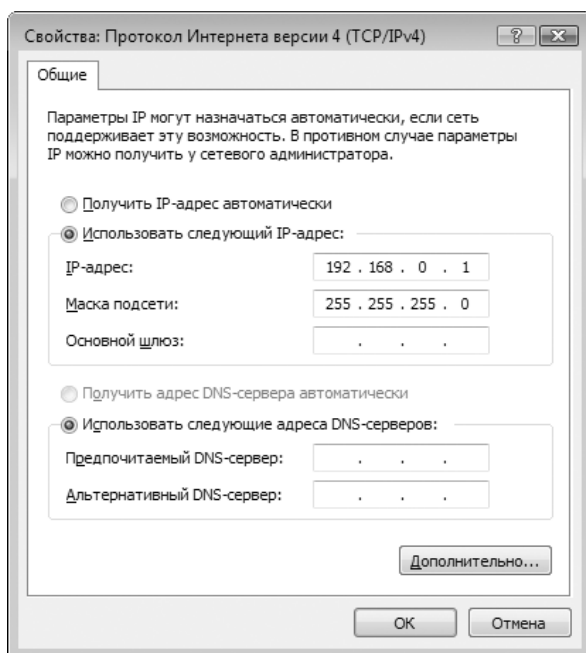 Свойства: Протокол Интернета версии 4 (TCP/IPv4)
Общие
Параметры IP могут назначаться автоматически, если сеть
поддерживает эту возможность. В противном случае параметры
IP можно получить у сетевого администратора.
Получить IP-адрес автоматически
Использовать следующий IP-адрес:
IP-адрес: 192 . 168 . 0 . 1
Маска подсети: 255 . 255 . 255 . 0
Основной шлюз: . . .
Получить адрес DNS-сервера автоматически
Использовать следующие адреса DNS-серверов:
Предпочитаемый DNS-сервер: . . .
Альтернативный DNS-сервер: . . .
Дополнительно...
ОК Отмена